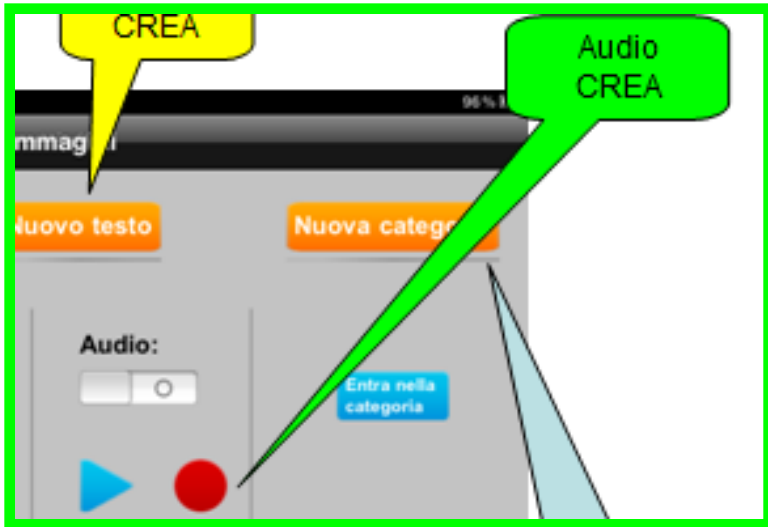 CREA
Audio
CREA
96%
mmagini
Nuovo testo
Nuova catego
Audio:
Entra nella
categoria